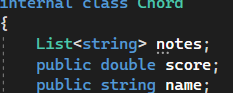 internal class Chord
{
List<string> notes;
public double score;
public string name;